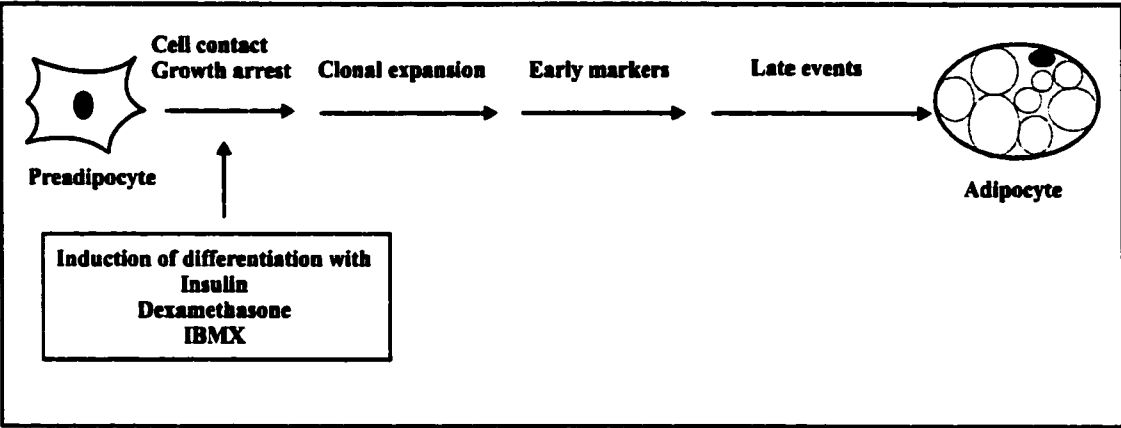 Cell contact
Growth arrest
Clonal expansion
Early markers
Late events
Preadipocyte
Adipocyte
Induction of differentiation with
Insulin
Dexamethasone
IBMX